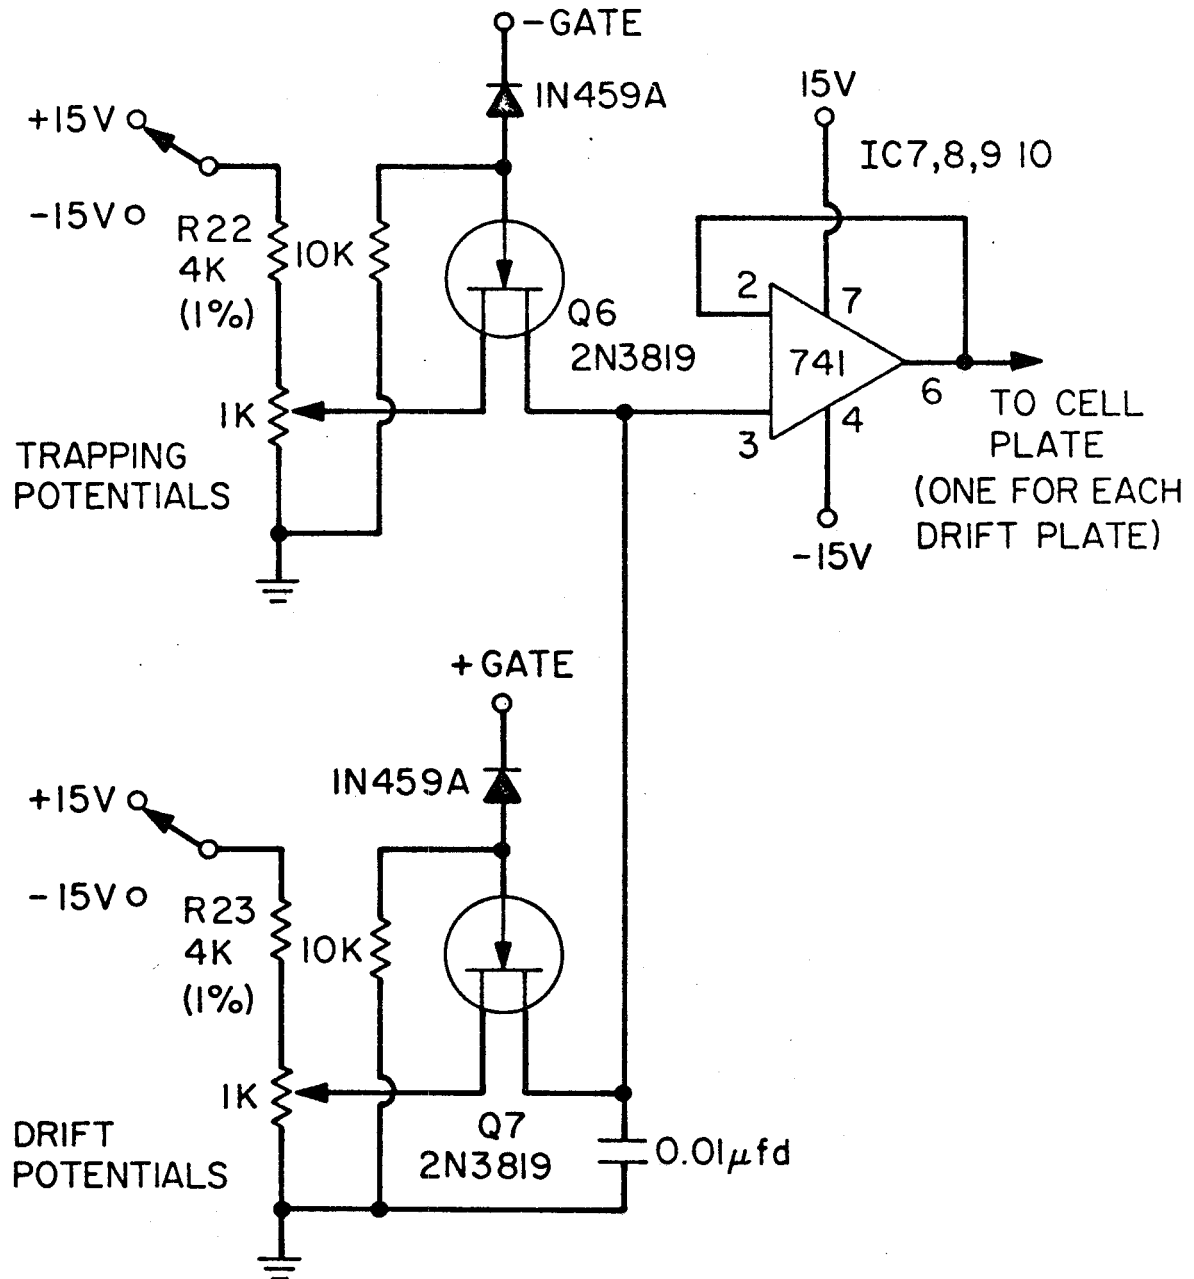 -GATE
IN459A
+15V
-15V
R22
4K
(1%)
10K
1K
TRAPPING
POTENTIALS
Q6
2N3819
15V
IC7,8,9 10
2
7
741
6
3
4
-15V
TO CELL
PLATE
(ONE FOR EACH
DRIFT PLATE)
+GATE
IN459A
+15V
-15V
R23
4K
(1%)
10K
1K
DRIFT
POTENTIALS
Q7
2N3819
0.01μfd